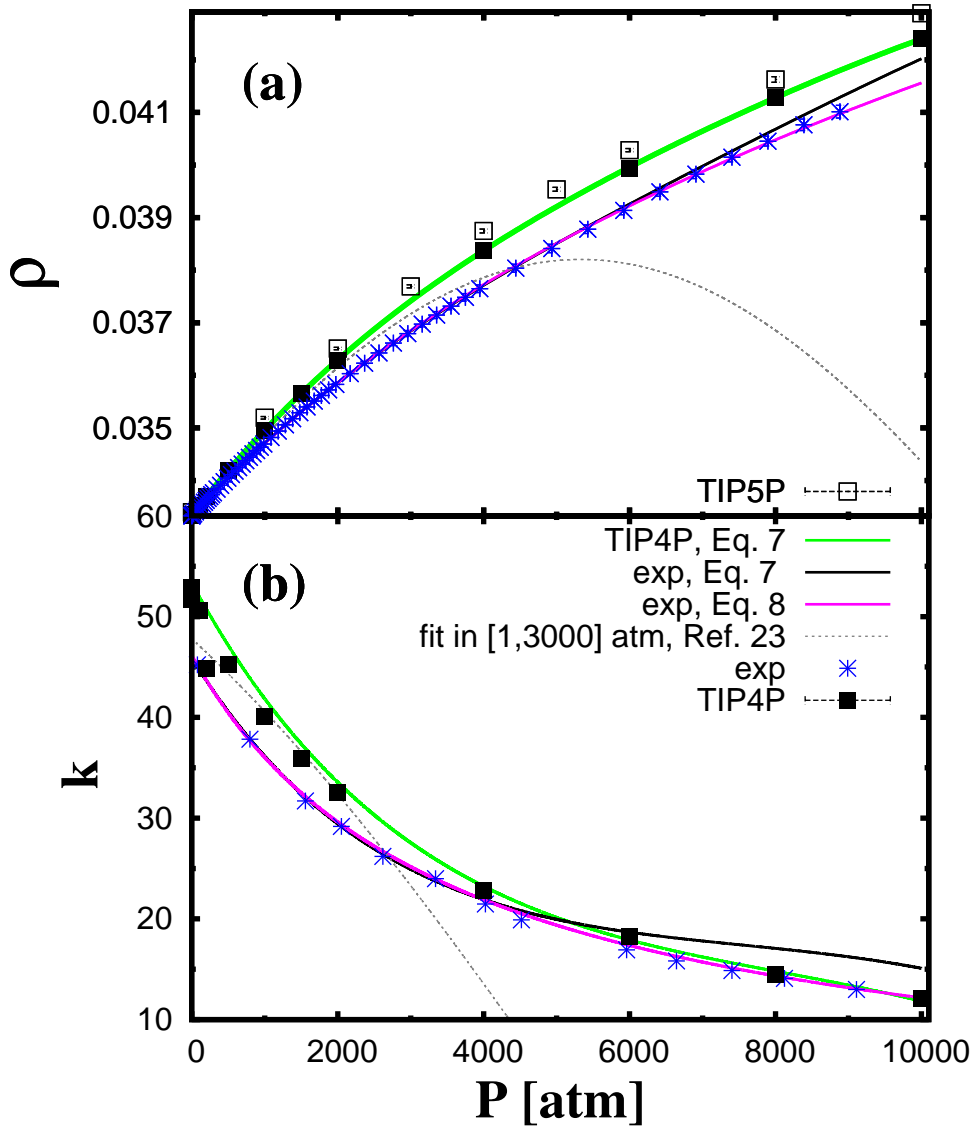 (a)
0.041
0.039
ρ
0.037
0.035
TIP5P
60
TIP4P, Eq. 7
(b)
exp, Eq. 7
50
exp, Eq. 8
fit in [1,3000] atm, Ref. 23
exp
40
TIP4P
k
30
20
10
0 2000 4000 6000 8000 10000
P [atm]